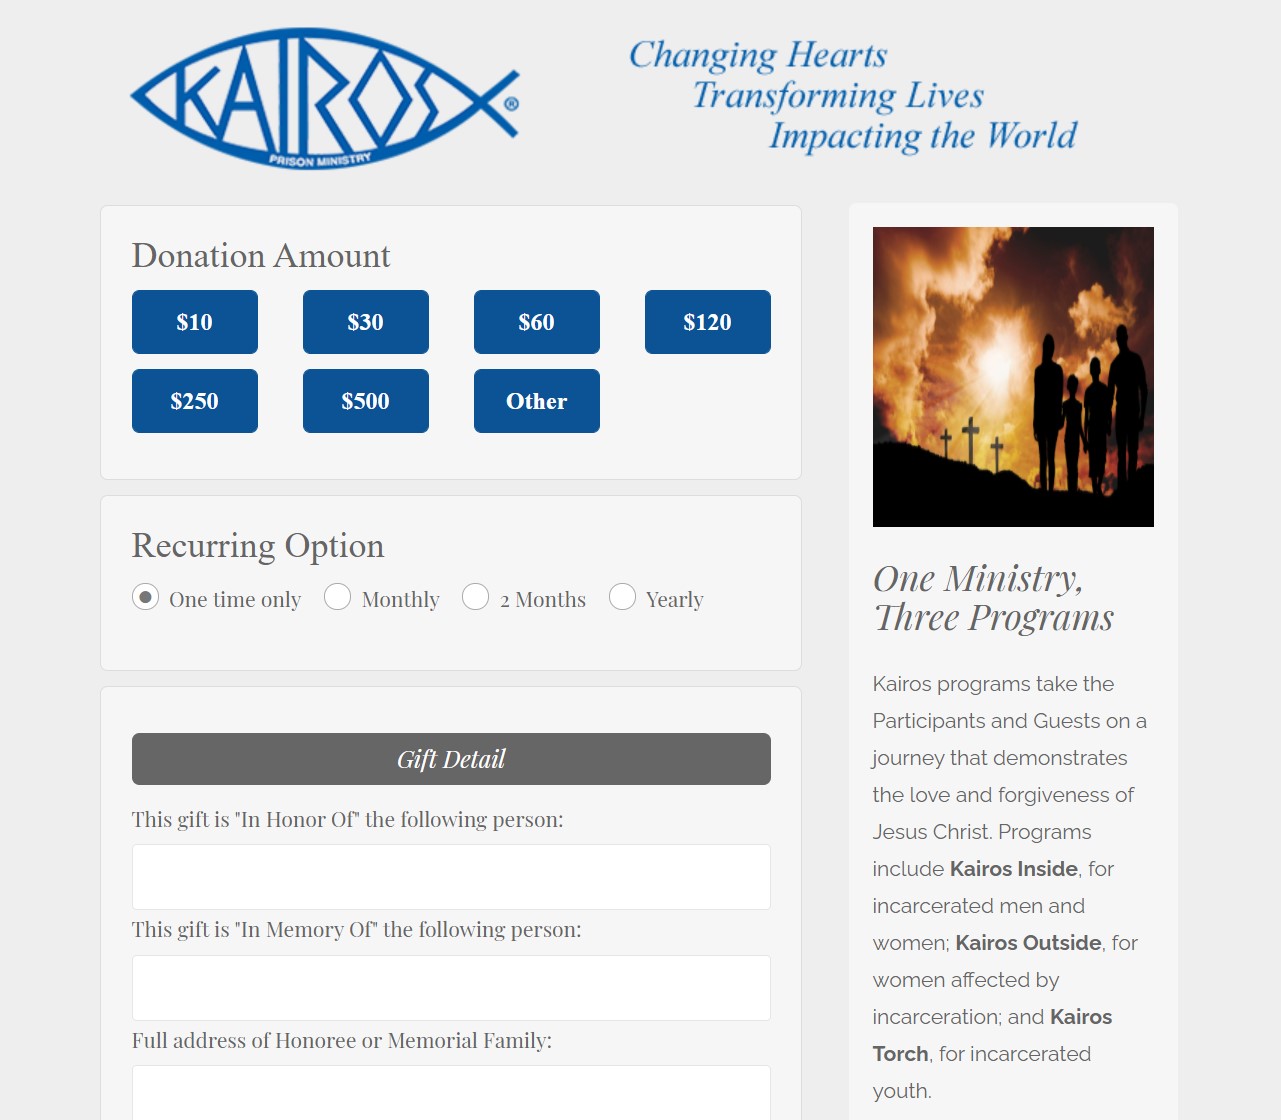 KAIROS®
PRISON MINISTRY
Changing Hearts
Transforming Lives
Impacting the World
Donation Amount
$10
$30
$60
$120
$250
$500
Other
Recurring Option
One time only
Monthly
2 Months
Yearly
Gift Detail
This gift is "In Honor Of" the following person:
This gift is "In Memory Of" the following person:
Full address of Honoree or Memorial Family:
One Ministry,
Three Programs
Kairos programs take the
Participants and Guests on a
journey that demonstrates
the love and forgiveness of
Jesus Christ. Programs
include Kairos Inside, for
incarcerated men and
women; Kairos Outside, for
women affected by
incarceration; and Kairos
Torch, for incarcerated
youth.